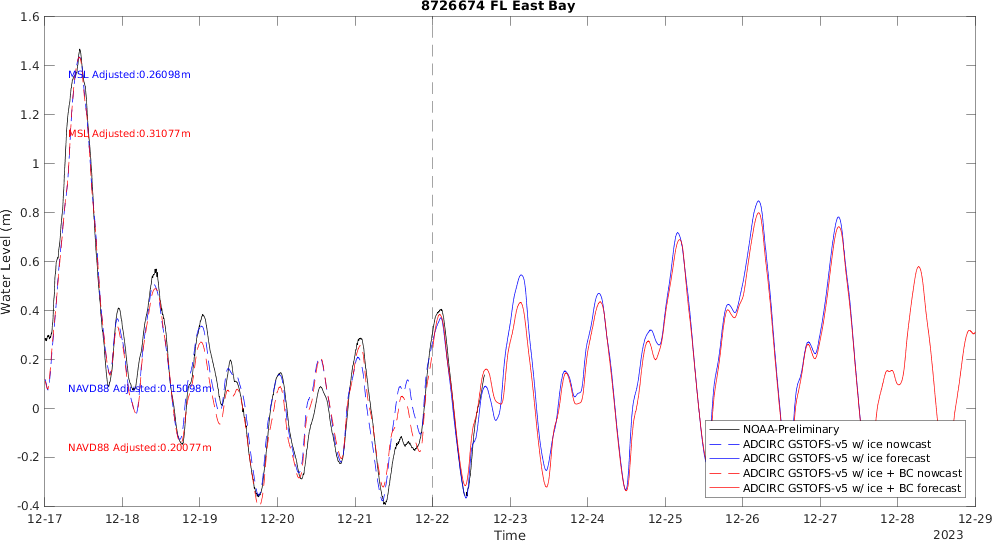 8726674 FL East Bay
1.6
1.4
1.2
1
0.8
0.6
0.4
0.2
0
-0.2
-0.4
Water Level (m)
MSL Adjusted:0.26098m
MSL Adjusted:0.31077m
NAVD88 Adjusted:0.15098m
NAVD88 Adjusted:0.20077m
NOAA-Preliminary
ADCIRC GSTOFS-v5 w/ ice nowcast
ADCIRC GSTOFS-v5 w/ ice forecast
ADCIRC GSTOFS-v5 w/ ice + BC nowcast
ADCIRC GSTOFS-v5 w/ ice + BC forecast
12-17 12-18 12-19 12-20 12-21 12-22 12-23 12-24 12-25 12-26 12-27 12-28 12-29
Time
2023